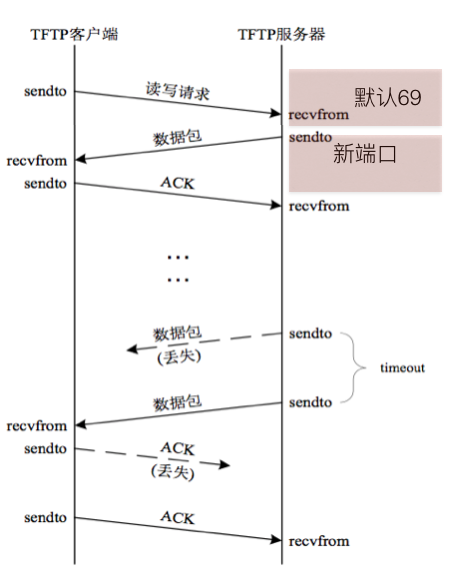 TFTP客户端 TFTP服务器
sendto 读写请求 默认69
recvfrom
数据包 sendto
recvfrom 新端口
sendto ACK
recvfrom
...
...
数据包 sendto
(丢失)
timeout
数据包 sendto
recvfrom
sendto ACK
(丢失)
sendto ACK
recvfrom